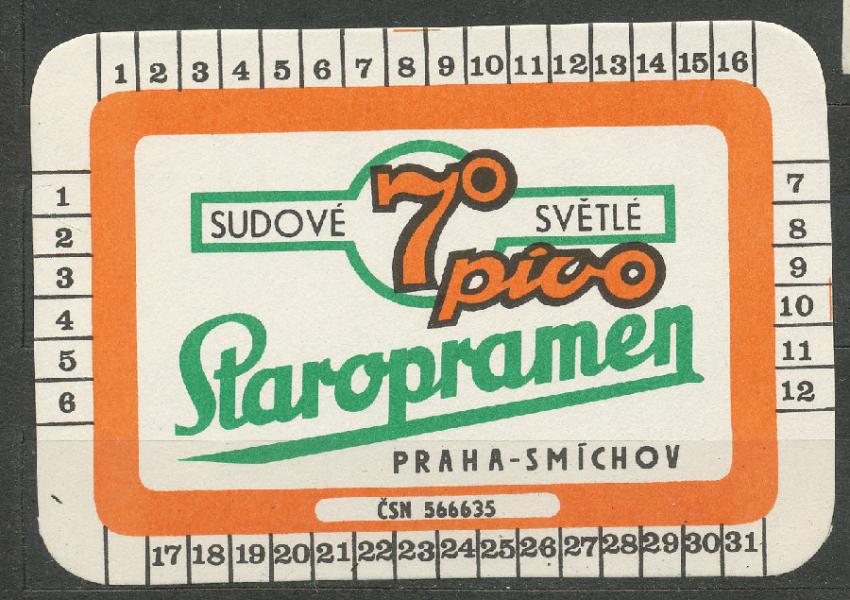 1 2 3 4 5 6 7 8 9 10 11 12 13 14 15 16
1 2 3 4 5 6
SUDOVÉ 7° SVĚTLÉ
pivo
Staropramen
PRAHA-SMÍCHOV
ČSN 566635
7 8 9 10 11 12
17 18 19 20 21 22 23 24 25 26 27 28 29 30 31